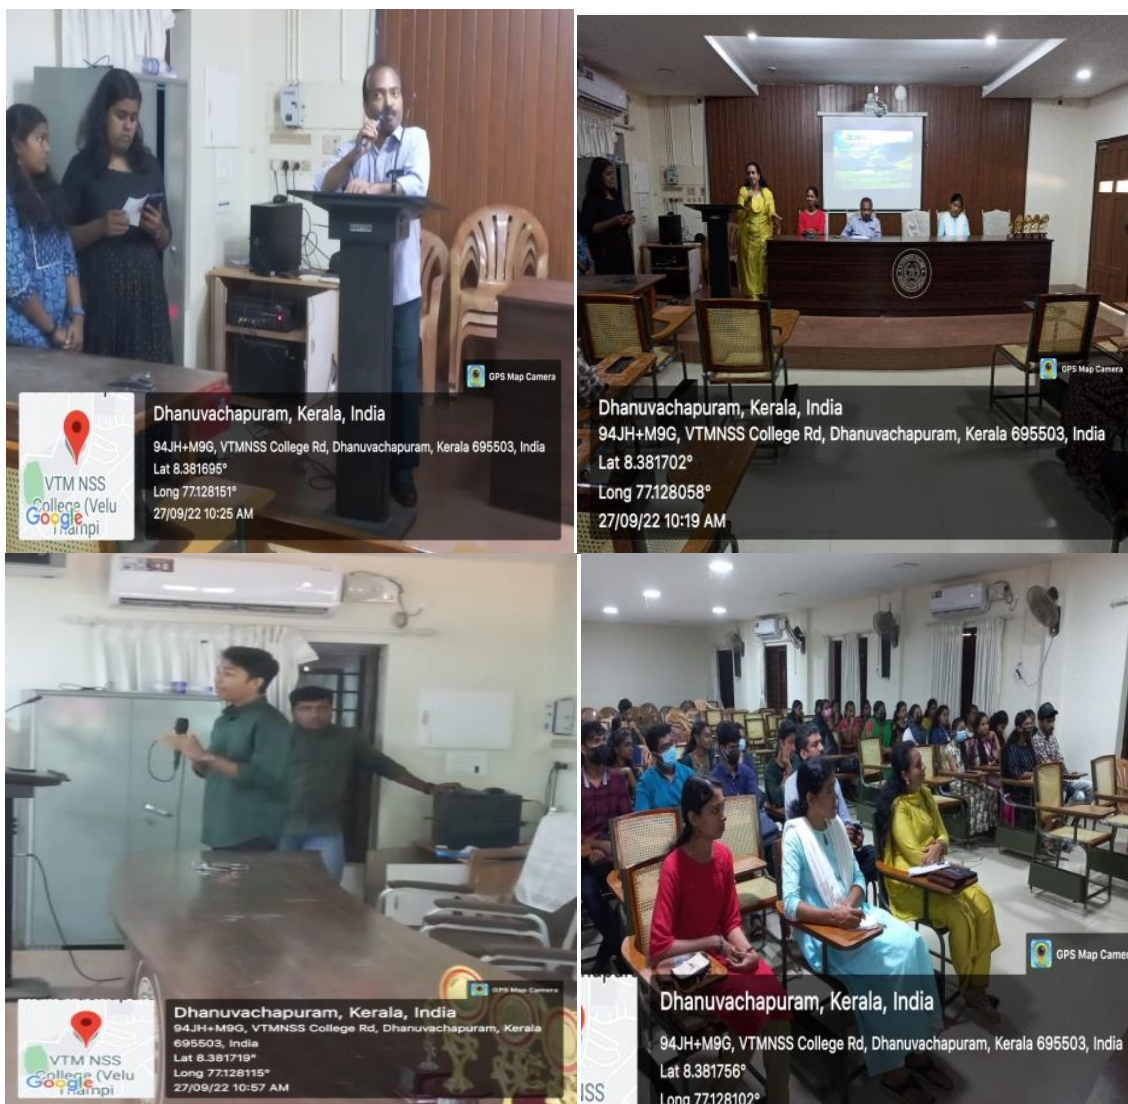 GPS Map Camera
Dhanuvachapuram, Kerala, India
94JH+M9G, VTMNSS College Rd, Dhanuvachapuram, Kerala 695503, India
Lat 8.381695°
Long 77.128151°
27/09/22 10:25 AM
VTM NSS
College (Velu
Thampi
Google
GPS Map Camera
Dhanuvachapuram, Kerala, India
94JH+M9G, VTMNSS College Rd, Dhanuvachapuram, Kerala 695503, India
Lat 8.381702°
Long 77.128058°
27/09/22 10:19 AM
GPS Map Camera
Dhanuvachapuram, Kerala, India
94JH+M9G, VTMNSS College Rd, Dhanuvachapuram, Kerala
695503, India
Lat 8.381719°
Long 77.128115°
27/09/22 10:57 AM
VTM NSS
College (Velu
Thampi
Google
GPS Map Camer
Dhanuvachapuram, Kerala, India
94JH+M9G, VTMNSS College Rd, Dhanuvachapuram, Kerala 695503, India
Lat 8.381756°
Long 77.128102°